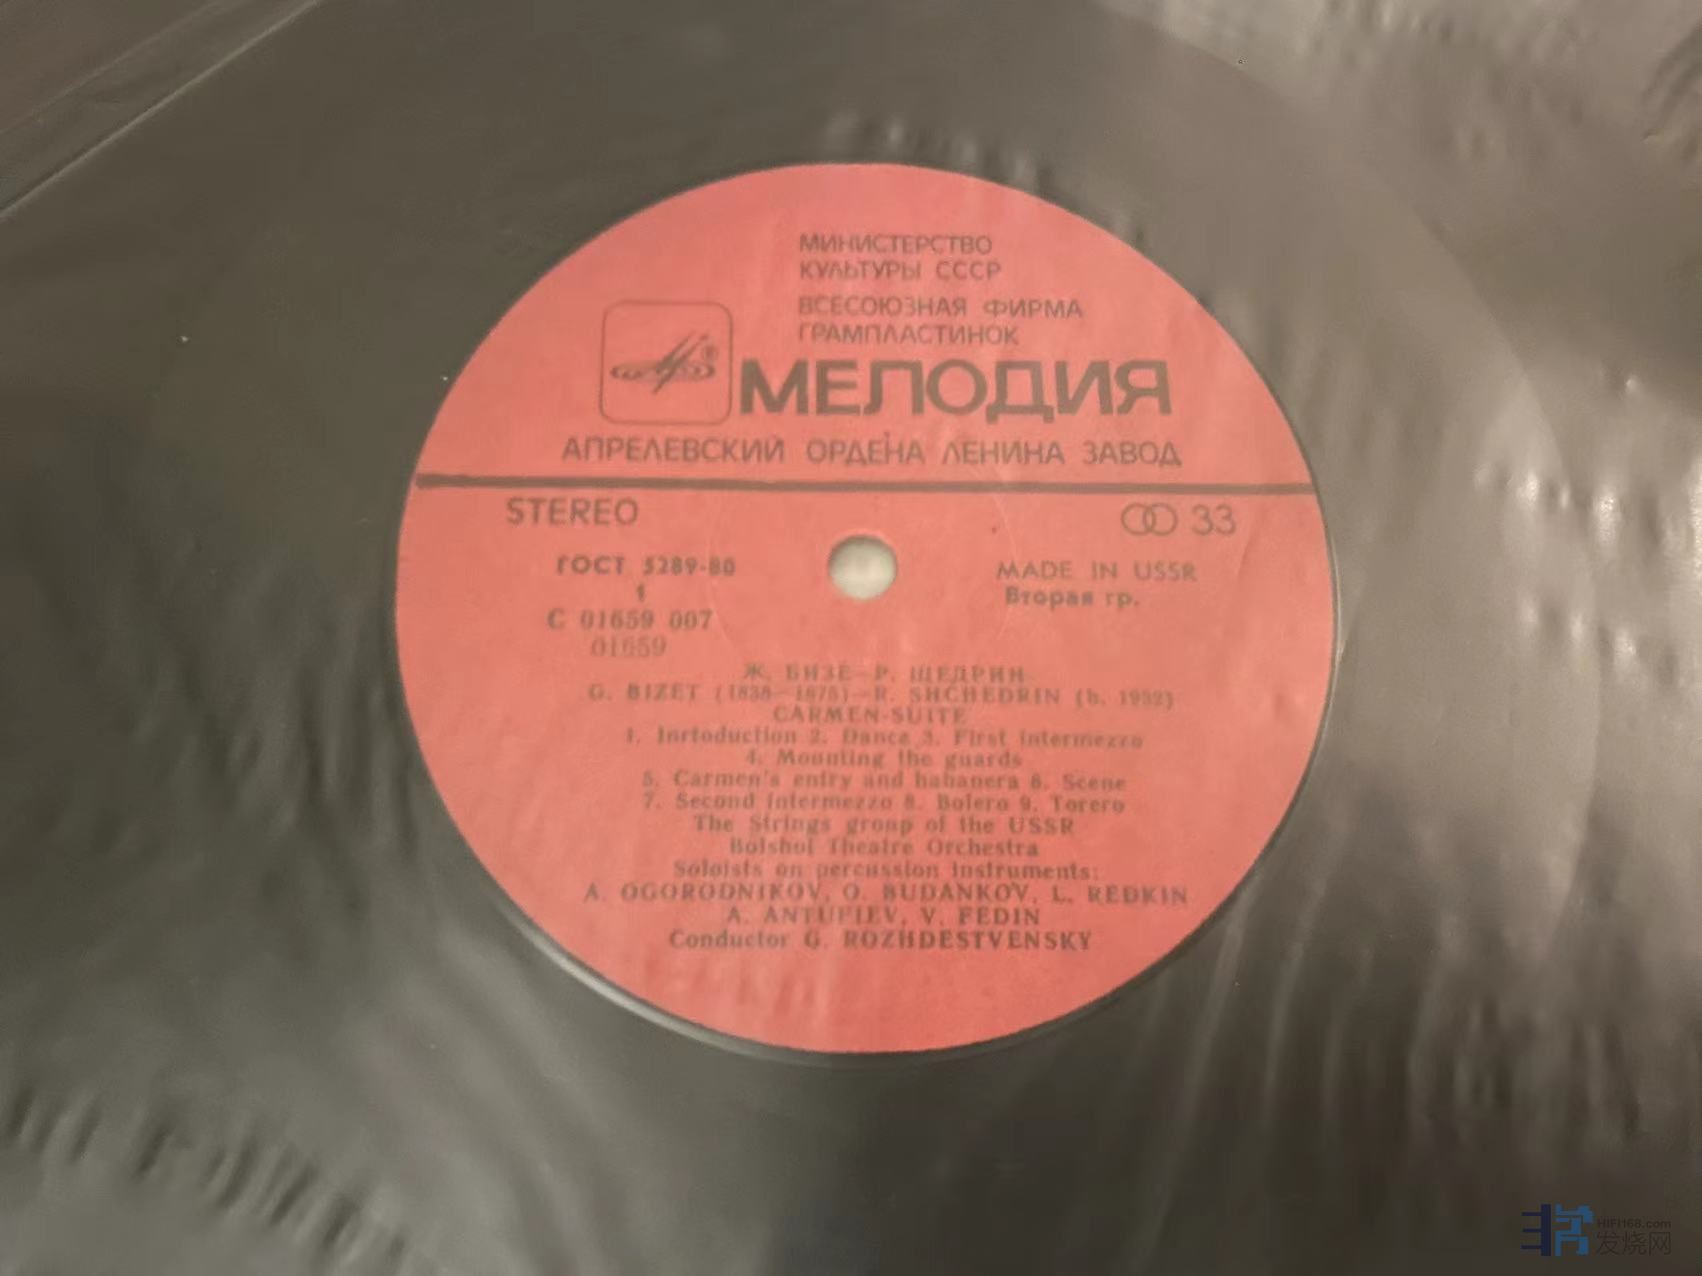 МИНИСТЕРСТВО
КУЛЬТУРЫ СССР
ВСЕСОЮЗНАЯ ФИРМА
ГРАМПЛАСТИНОК
МЕЛОДИЯ
АПРЕЛЕВСКИЙ ОРДЕНА ЛЕНИНА ЗАВОД
STEREO
33
ГОСТ 5289-80
MADE IN USSR
1
Вторая гр.
С 01659 007
01659
Ж. БИЗЕ—Р. ЩЕДРИН
G. BIZET (1838—1875)—R. SHCHEDRIN (b. 1932)
CARMEN-SUITE
1. Inrtoduction 2. Dance 3. First intermezzo
4. Mounting the guards
5. Carmen's entry and habanera 6. Scene
7. Second intermezzo 8. Bolero 9. Torero
The Strings group of the USSR
Bolshoi Theatre Orchestra
Soloists on percussion instruments:
A. OGORODNIKOV, O. BUDANKOV, L. REDKIN
A. ANTUFIEV, V. FEDIN
Conductor G. ROZHDESTVENSKY
HIFI168.com
发烧网